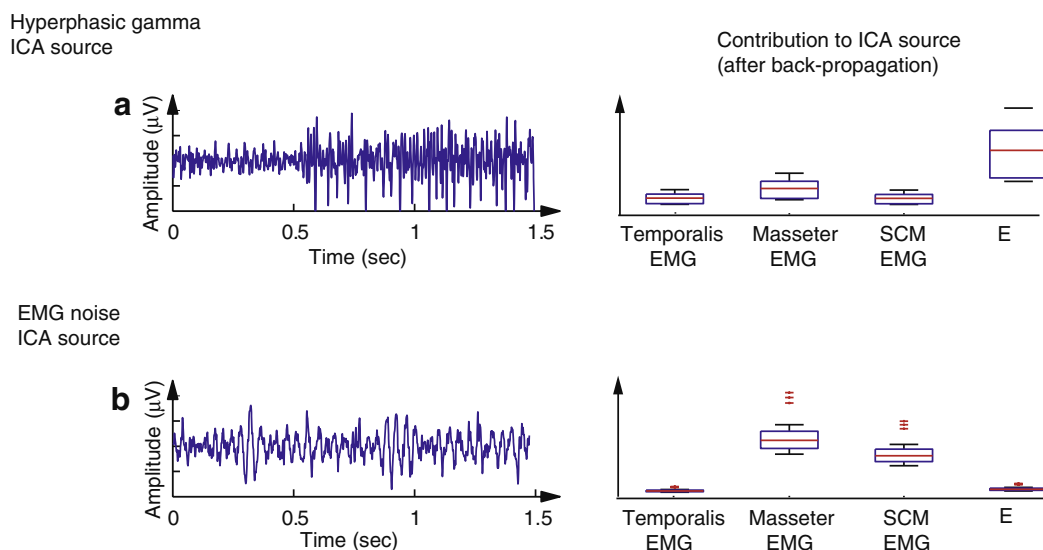 Hyperphasic gamma
ICA source
Contribution to ICA source
(after back-propagation)
a
Amplitude (µV)
0
0.5
1
1.5
Time (sec)
Temporalis
EMG
Masseter
EMG
SCM
EMG
E
EMG noise
ICA source
b
Amplitude (µV)
0
0.5
1
1.5
Time (sec)
Temporalis
EMG
Masseter
EMG
SCM
EMG
E